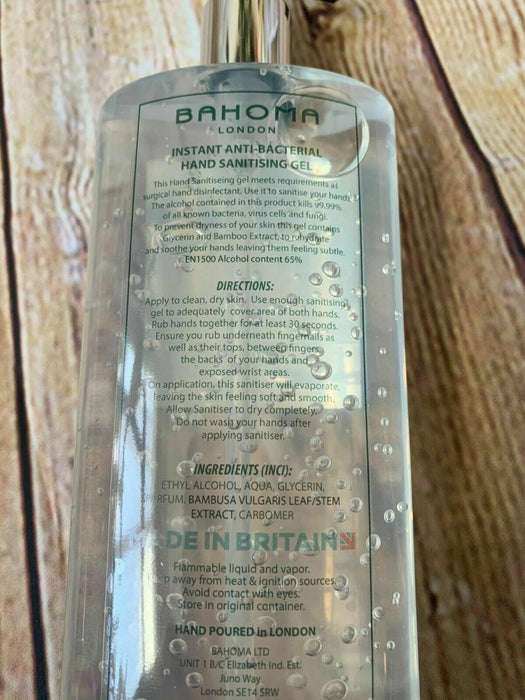 BAHOMA
LONDON
INSTANT ANTI-BACTERIAL
HAND SANITISING GEL
This Hand Sanitiseing gel meets requirements as
surgical hand disinfectant. Use it to sanitise your hands.
The alcohol contained in this product kills 99.99%
of all known bacteria, virus cells and fungi.
To prevent dryness of your skin this gel contains
Glycerin and Bamboo Extract, to rehydrate
and soothe your hands leaving them feeling subtle.
EN1500 Alcohol content 65%
DIRECTIONS:
Apply to clean, dry skin. Use enough sanitising
gel to adequately cover area of both hands.
Rub hands together for at least 30 seconds.
Ensure you rub underneath fingernails as
well as their tops, between fingers,
the backs of your hands and
exposed wrist areas.
On application, this sanitiser will evaporate,
leaving the skin feeling soft and smooth.
Allow Sanitiser to dry completely.
Do not wash your hands after
applying sanitiser.
INGREDIENTS (INCI):
ETHYL ALCOHOL, AQUA, GLYCERIN,
PARFUM, BAMBUSA VULGARIS LEAF/STEM
EXTRACT, CARBOMER
MADE IN BRITAIN
Flammable liquid and vapor.
away from heat & ignition sources.
Avoid contact with eyes.
Store in original container.
HAND POURED in LONDON
BAHOMA LTD
UNIT 1 B/C Elizabeth Ind. Est.
Juno Way
London SE14 5RW